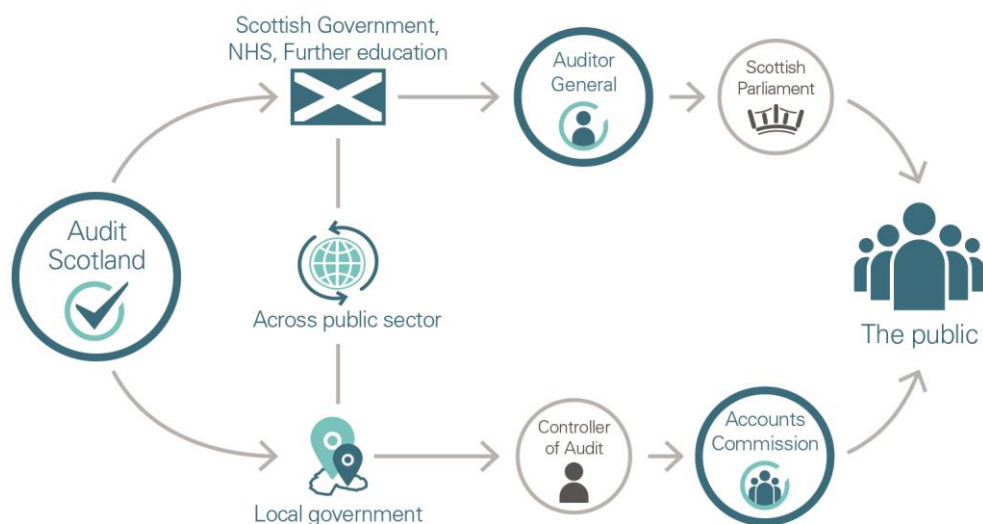 Scottish Government,
NHS, Further education
Auditor
General
Scottish
Parliament
Audit
Scotland
Across public sector
The public
Controller
of Audit
Accounts
Commission
Local government